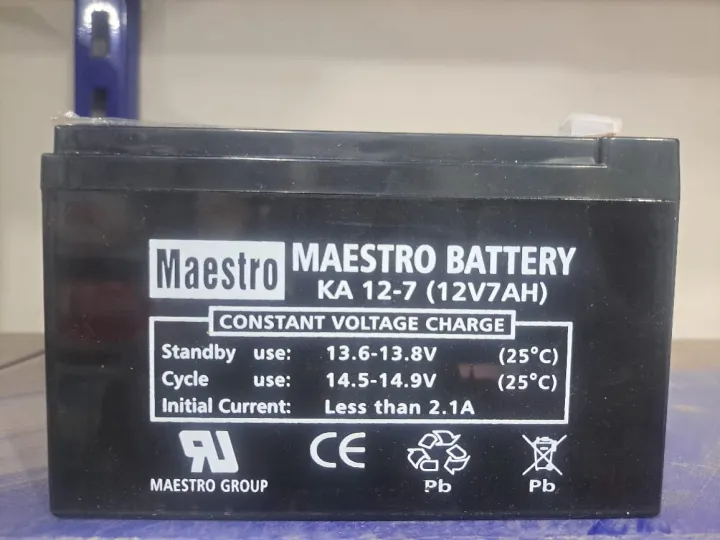 Maestro
MAESTRO BATTERY
KA 12-7 (12V7AH)
CONSTANT VOLTAGE CHARGE
Standby use: 13.6-13.8V (25°C)
Cycle use: 14.5-14.9V (25°C)
Initial Current: Less than 2.1A
MAESTRO GROUP
CE
Pb
Pb